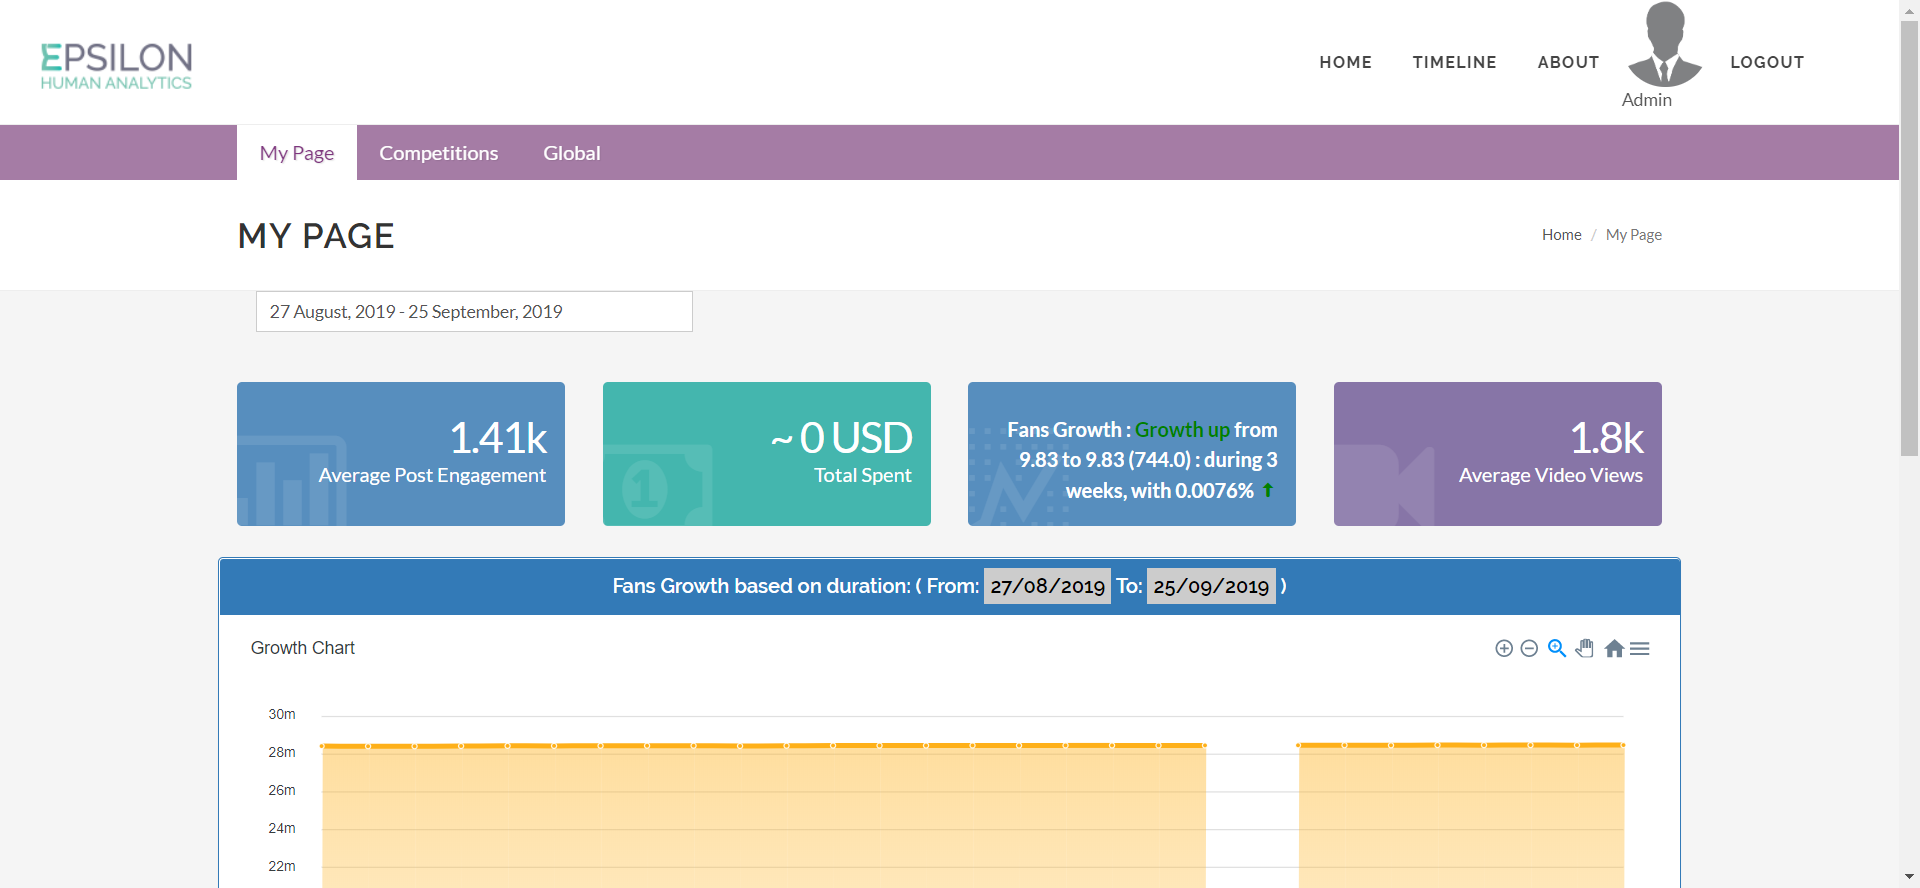 EPSILON
HUMAN ANALYTICS
HOME TIMELINE ABOUT LOGOUT
Admin
My Page Competitions Global
MY PAGE
Home / My Page
27 August, 2019 - 25 September, 2019
1.41k
Average Post Engagement
1
~ 0 USD
Total Spent
Fans Growth : Growth up from
9.83 to 9.83 (744.0) : during 3
weeks, with 0.0076%
1.8k
Average Video Views
Fans Growth based on duration: ( From: 27/08/2019 To: 25/09/2019 )
Growth Chart
30m
28m
26m
24m
22m